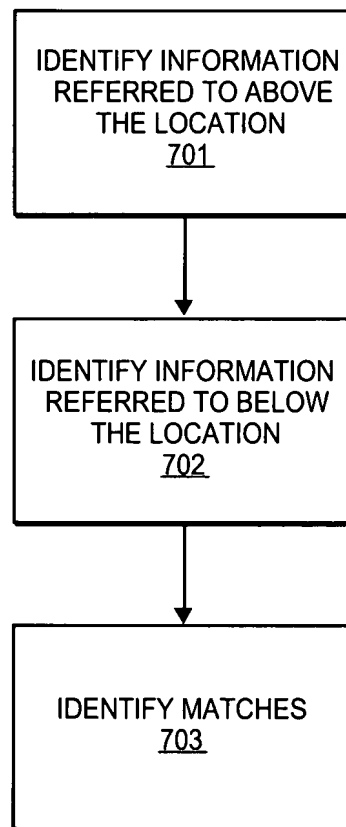 IDENTIFY INFORMATION
REFERRED TO ABOVE
THE LOCATION
701
IDENTIFY INFORMATION
REFERRED TO BELOW
THE LOCATION
702
IDENTIFY MATCHES
703